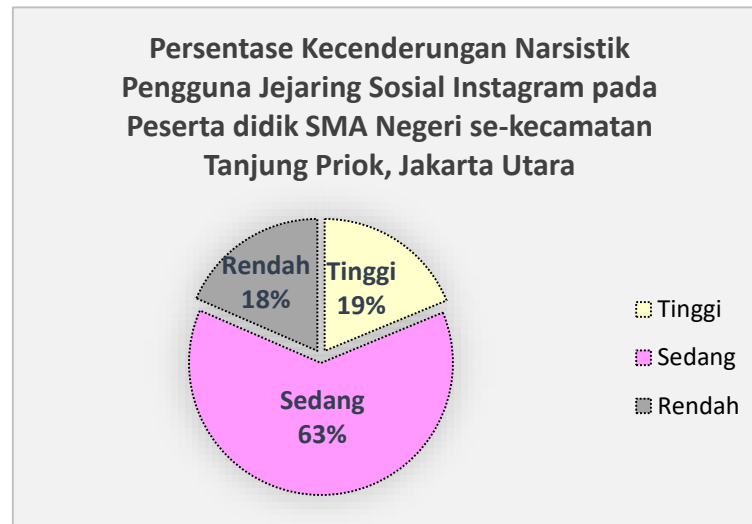 Persentase Kecenderungan Narsistik
Pengguna Jejaring Sosial Instagram pada
Peserta didik SMA Negeri se-kecamatan
Tanjung Priok, Jakarta Utara
Rendah
18%
Tinggi
19%
Sedang
63%
Tinggi
Sedang
Rendah